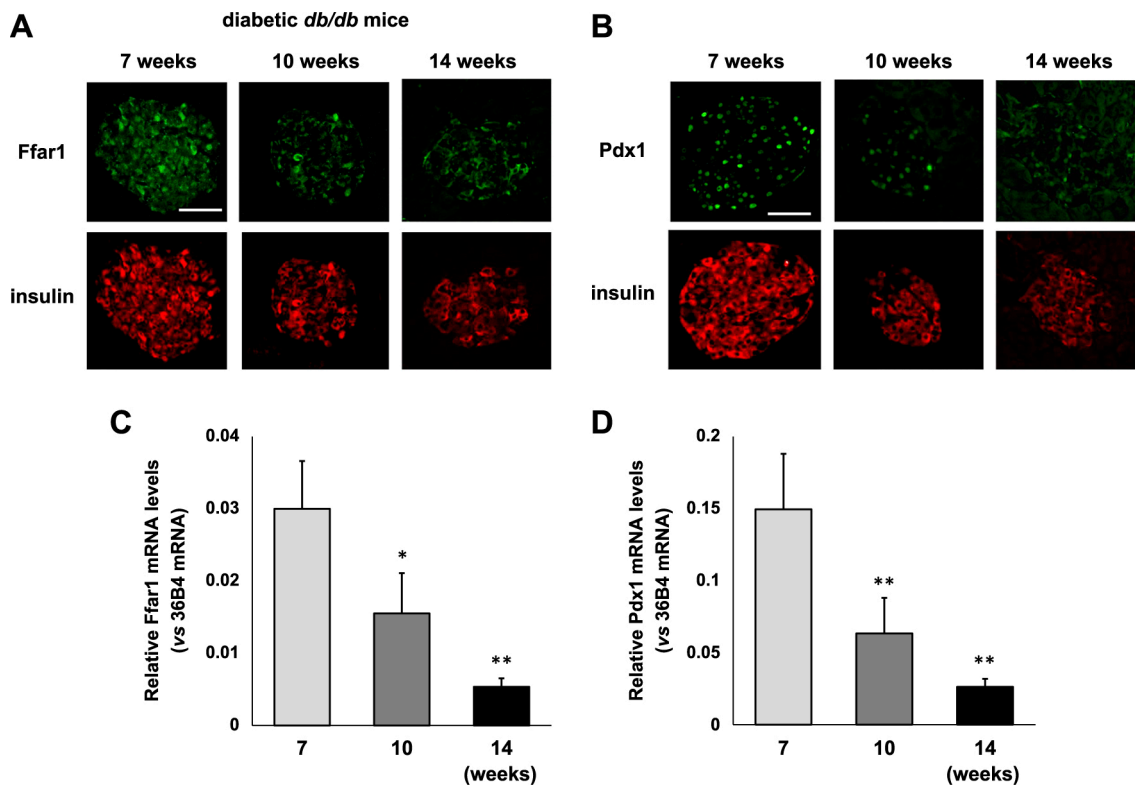 A
diabetic db/db mice
7 weeks
10 weeks
14 weeks
Ffar1
insulin
B
7 weeks
10 weeks
14 weeks
Pdx1
insulin
C
Relative Ffar1 mRNA levels
(vs 36B4 mRNA)
0.04
0.03
0.02
0.01
0
*
**
7
10
14
(weeks)
D
Relative Pdx1 mRNA levels
(vs 36B4 mRNA)
0.2
0.15
0.1
0.05
0
**
**
7
10
14
(weeks)